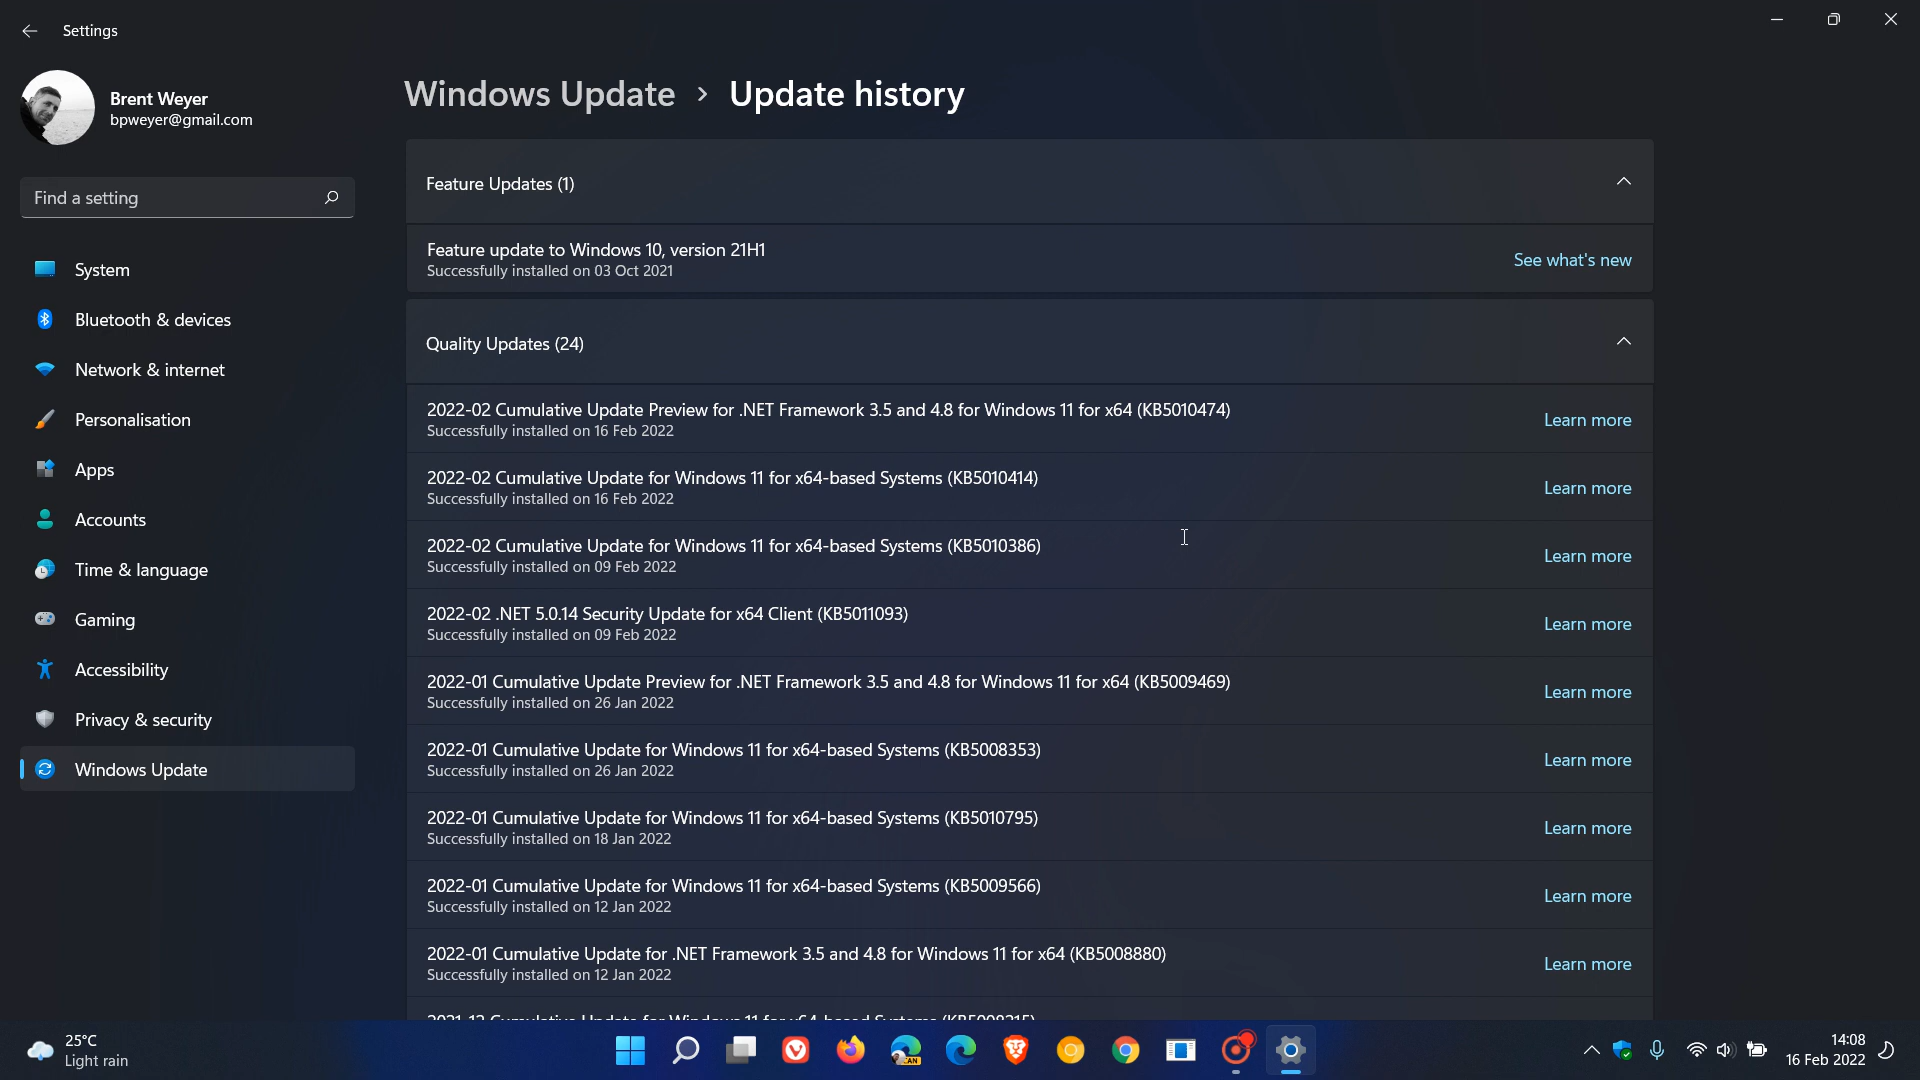 Settings
Brent Weyer
bpweyer@gmail.com
Find a setting
System
Bluetooth & devices
Network & internet
Personalisation
Apps
Accounts
Time & language
Gaming
Accessibility
Privacy & security
Windows Update
Windows Update > Update history
Feature Updates (1)
Feature update to Windows 10, version 21H1
Successfully installed on 03 Oct 2021
See what's new
Quality Updates (24)
2022-02 Cumulative Update Preview for .NET Framework 3.5 and 4.8 for Windows 11 for x64 (KB5010474)
Successfully installed on 16 Feb 2022
Learn more
2022-02 Cumulative Update for Windows 11 for x64-based Systems (KB5010414)
Successfully installed on 16 Feb 2022
Learn more
2022-02 Cumulative Update for Windows 11 for x64-based Systems (KB5010386)
Successfully installed on 09 Feb 2022
Learn more
2022-02 .NET 5.0.14 Security Update for x64 Client (KB5011093)
Successfully installed on 09 Feb 2022
Learn more
2022-01 Cumulative Update Preview for .NET Framework 3.5 and 4.8 for Windows 11 for x64 (KB5009469)
Successfully installed on 26 Jan 2022
Learn more
2022-01 Cumulative Update for Windows 11 for x64-based Systems (KB5008353)
Successfully installed on 26 Jan 2022
Learn more
2022-01 Cumulative Update for Windows 11 for x64-based Systems (KB5010795)
Successfully installed on 18 Jan 2022
Learn more
2022-01 Cumulative Update for Windows 11 for x64-based Systems (KB5009566)
Successfully installed on 12 Jan 2022
Learn more
2022-01 Cumulative Update for .NET Framework 3.5 and 4.8 for Windows 11 for x64 (KB5008880)
Successfully installed on 12 Jan 2022
Learn more
2021-12 Cumulative Update for Windows 11 for x64-based Systems (KB5008215)
25°C
Light rain
CAN
14:08
16 Feb 2022